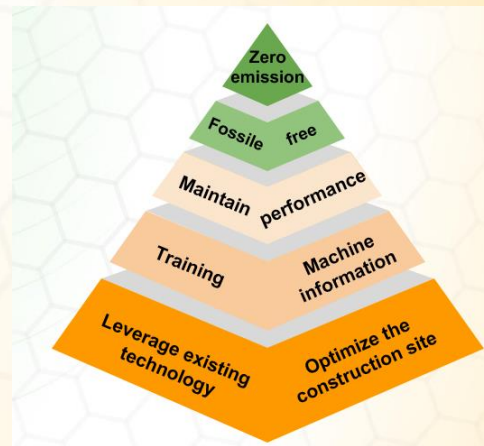 Zero
emission
Fossile free
Maintain performance
Training
Machine
information
Leverage existing
technology
Optimize the
construction site